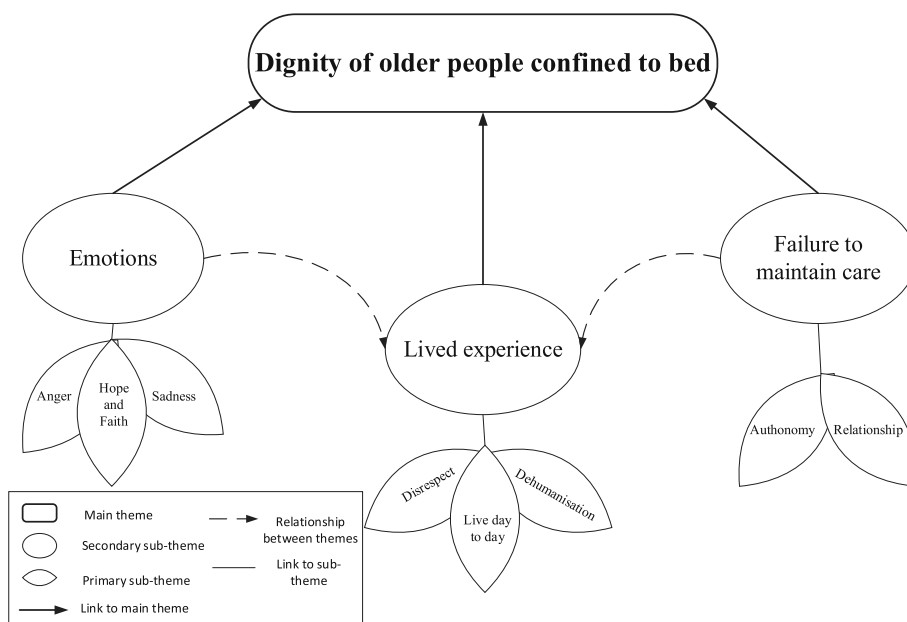 Dignity of older people confined to bed
Emotions
Failure to
maintain care
Lived experience
Anger
Hope
and
Faith
Sadness
Authonomy
Relationship
Disrespect
Live day
to day
Dehumanisation
Main theme
Secondary sub-theme
Primary sub-theme
Link to main theme
Relationship
between themes
Link to sub-
theme